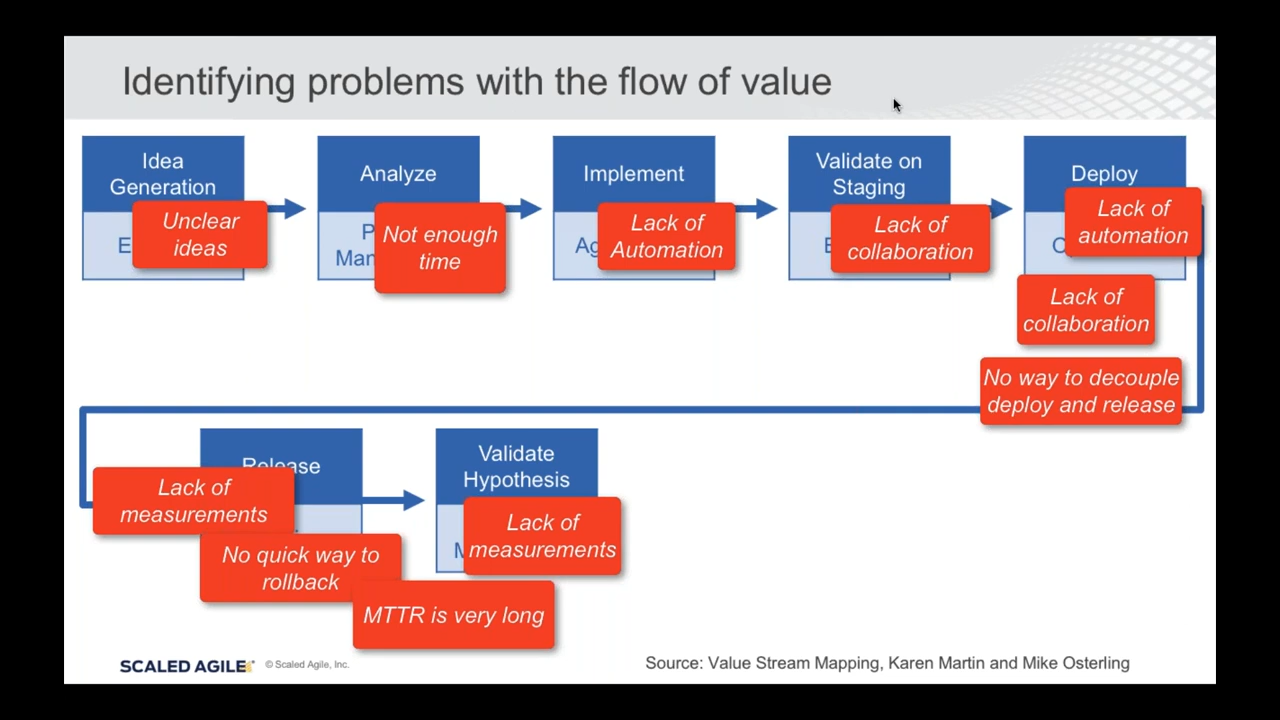 Identifying problems with the flow of value
Idea
Generation
Unclear
ideas
Analyze
Not enough
time
Implement
Lack of
Automation
Validate on
Staging
Lack of
collaboration
Deploy
Lack of
automation
Lack of
collaboration
No way to decouple
deploy and release
Release
Lack of
measurements
No quick way to
rollback
MTTR is very long
Validate
Hypothesis
Lack of
measurements
SCALED AGILE
© Scaled Agile, Inc.
Source: Value Stream Mapping, Karen Martin and Mike Osterling